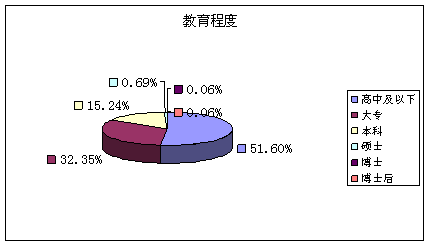 教育程度
0.69%
0.06%
15.24%
0.06%
51.60%
32.35%
高中及以下
大专
本科
硕士
博士
博士后